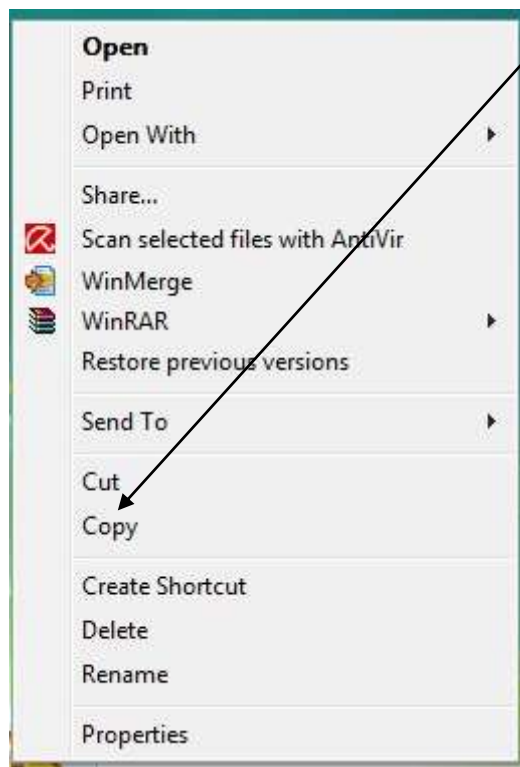 Open
Print
Open With
Share...
Scan selected files with AntiVir
WinMerge
WinRAR
Restore previous versions
Send To
Cut
Copy
Create Shortcut
Delete
Rename
Properties